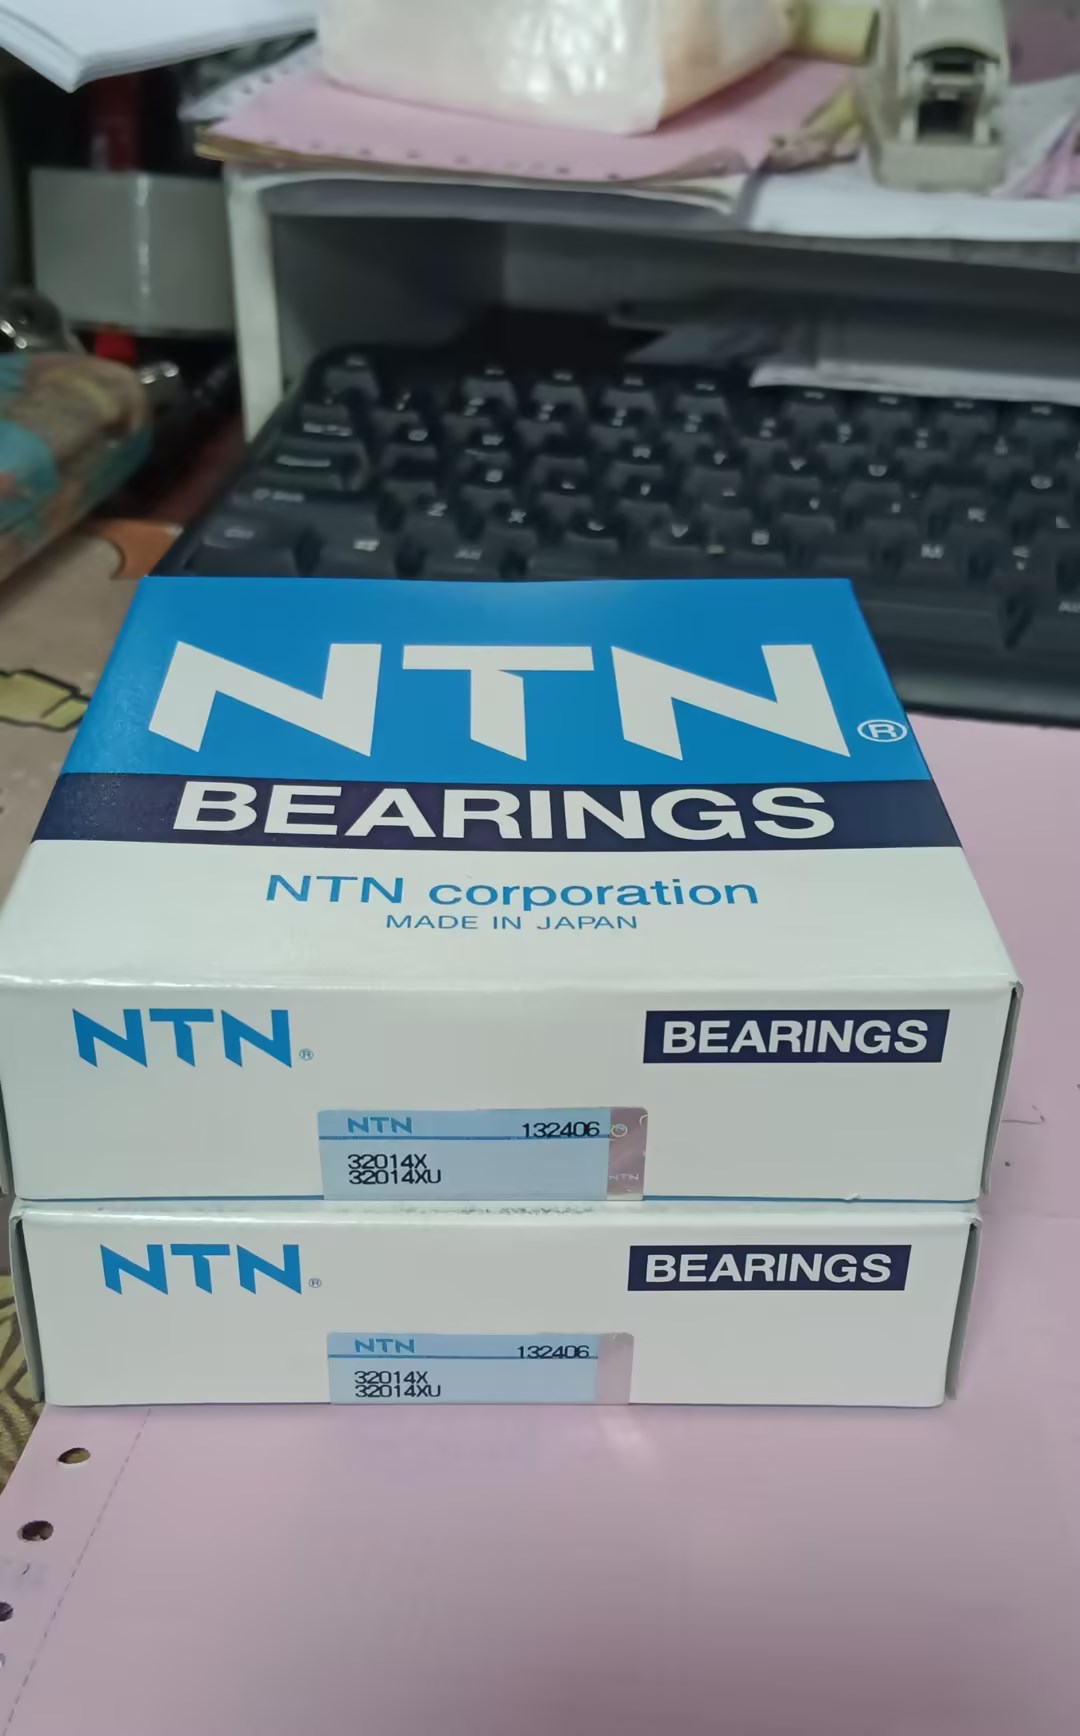 NTN®
BEARINGS
NTN corporation
MADE IN JAPAN
NTN® BEARINGS
NTN 132406
32014X
32014XU
NTN
NTN® BEARINGS
NTN 132406
32014X
32014XU